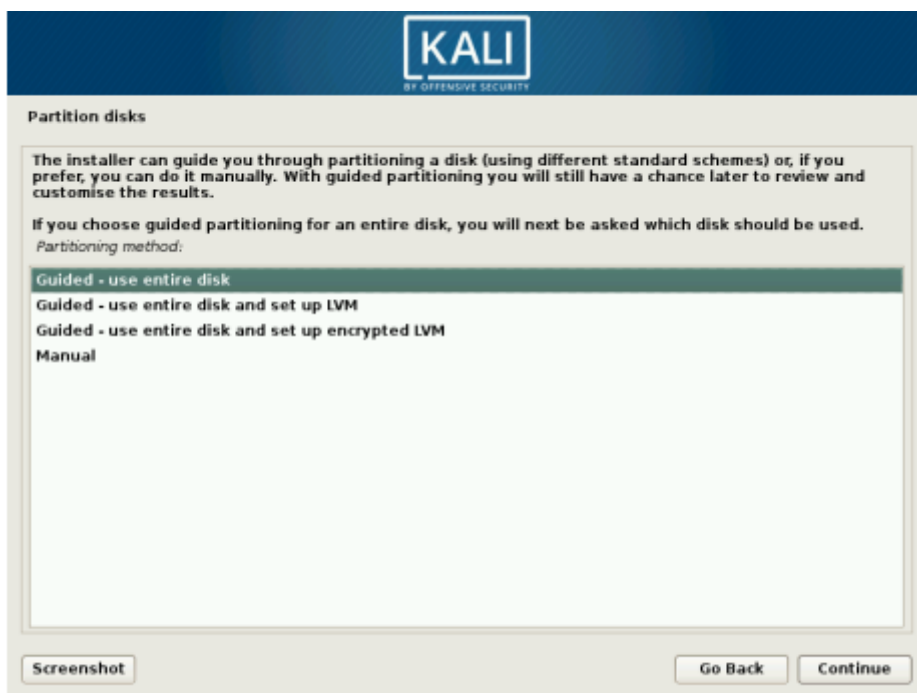 KALI
BY OFFENSIVE SECURITY
Partition disks
The installer can guide you through partitioning a disk (using different standard schemes) or, if you
prefer, you can do it manually. With guided partitioning you will still have a chance later to review and
customise the results.
If you choose guided partitioning for an entire disk, you will next be asked which disk should be used.
Partitioning method:
Guided - use entire disk
Guided - use entire disk and set up LVM
Guided - use entire disk and set up encrypted LVM
Manual
Screenshot
Go Back
Continue